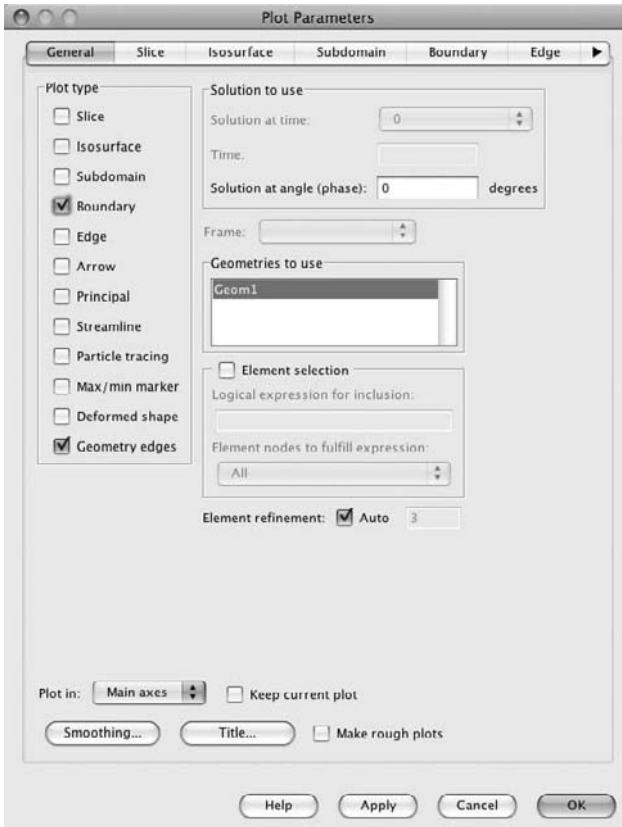 Plot Parameters
General Slice Isosurface Subdomain Boundary Edge
Plot type
Slice
Isosurface
Subdomain
Boundary
Edge
Arrow
Principal
Streamline
Particle tracing
Max/min marker
Deformed shape
Geometry edges
Solution to use
Solution at time: 0
Time:
Solution at angle (phase): 0 degrees
Frame:
Geometries to use
Geom1
Element selection
Logical expression for inclusion:
Element nodes to fulfill expression:
All
Element refinement: Auto 3
Plot in: Main axes Keep current plot
Smoothing... Title... Make rough plots
Help Apply Cancel OK